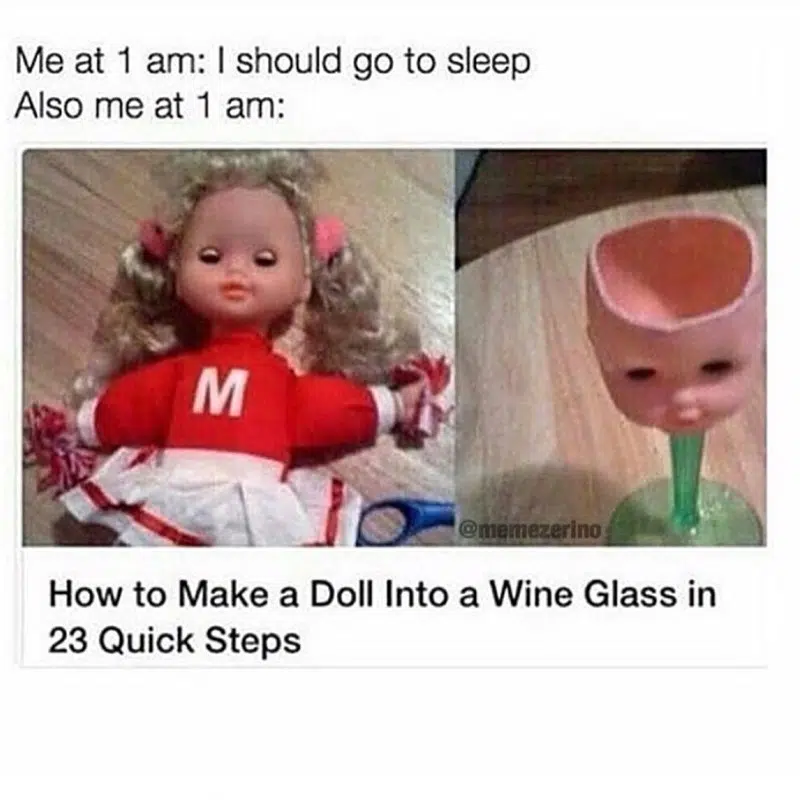 Me at 1 am: I should go to sleep
Also me at 1 am:
M
@memezerino
How to Make a Doll Into a Wine Glass in
23 Quick Steps